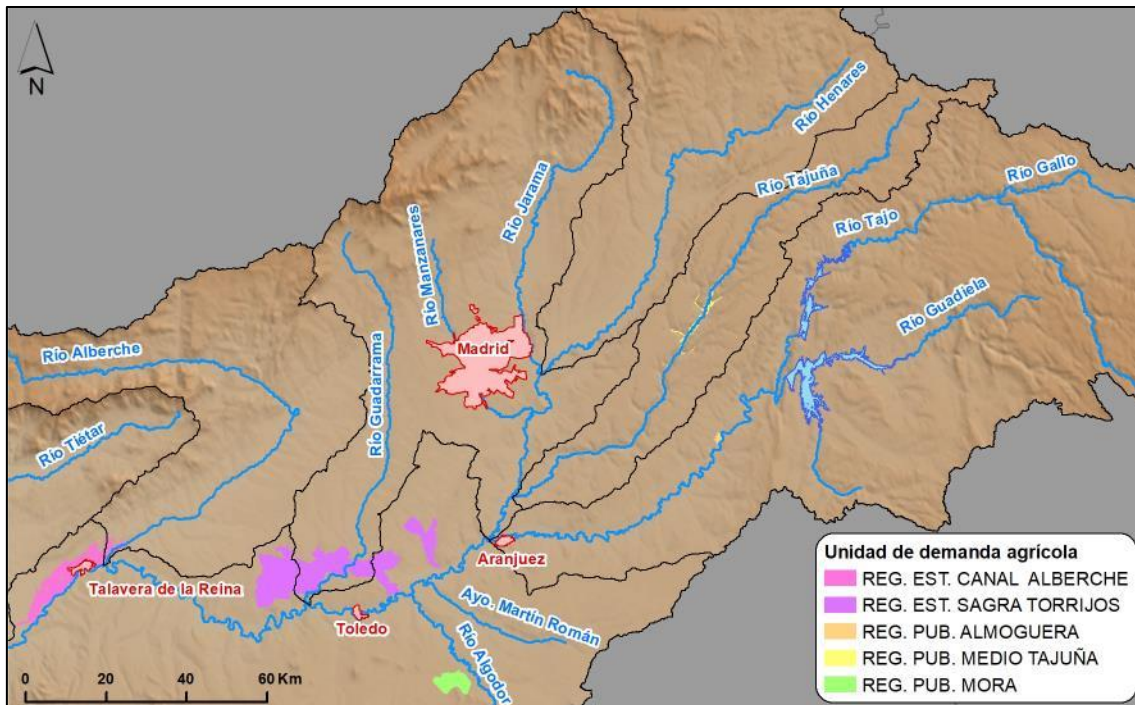 N
Río Henares
Río Gallo
Río Tajuña
Río Jarama
Río Tajo
Río Manzanares
Río Guadiela
Madrid
Río Alberche
Río Guadarrama
Río Tiétar
Aranjuez
Talavera de la Reina
Toledo
Ayo. Martín Román
Río Algodor
0 20 40 60 Km
Unidad de demanda agrícola
REG. EST. CANAL ALBERCHE
REG. EST. SAGRA TORRIJOS
REG. PUB. ALMOGUERA
REG. PUB. MEDIO TAJUÑA
REG. PUB. MORA